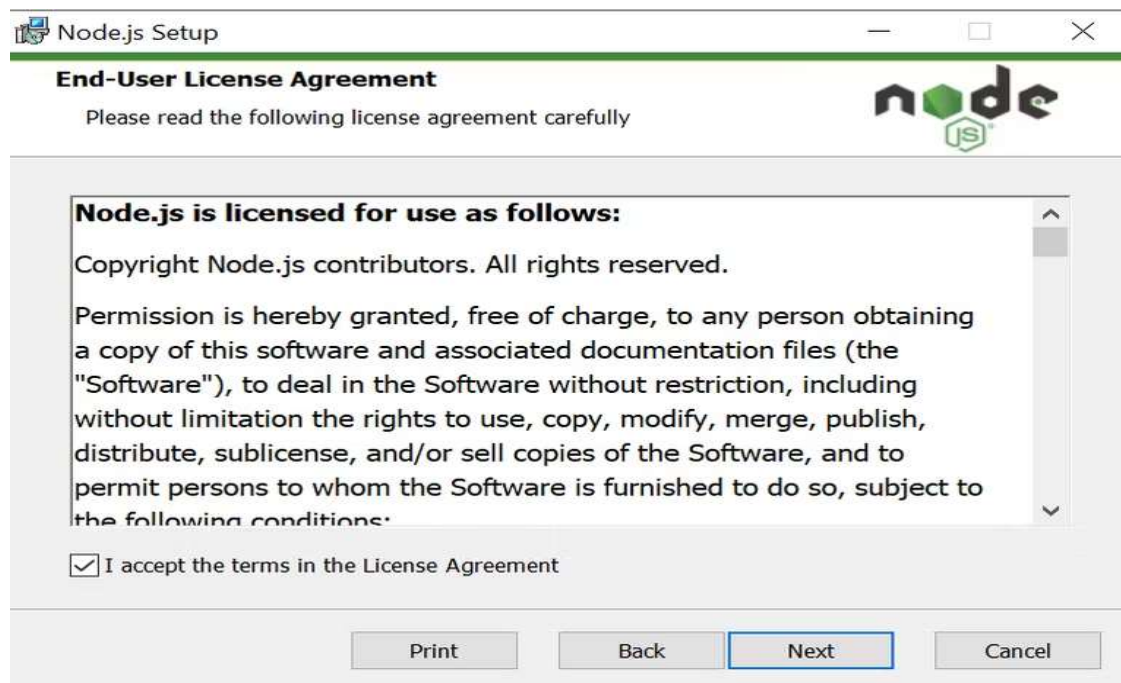 Node.js Setup
End-User License Agreement
Please read the following license agreement carefully
node
JS
Node.js is licensed for use as follows:
Copyright Node.js contributors. All rights reserved.
Permission is hereby granted, free of charge, to any person obtaining
a copy of this software and associated documentation files (the
"Software"), to deal in the Software without restriction, including
without limitation the rights to use, copy, modify, merge, publish,
distribute, sublicense, and/or sell copies of the Software, and to
permit persons to whom the Software is furnished to do so, subject to
the following conditions:
I accept the terms in the License Agreement
Print Back Next Cancel